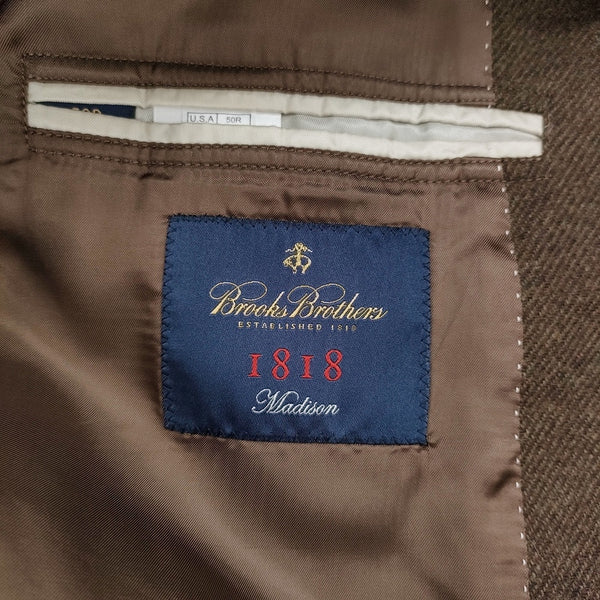 U.S.A 50R
Brooks Brothers
ESTABLISHED 1818
1818
Madison